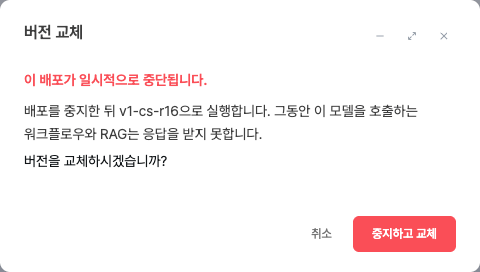 버전 교체
이 배포가 일시적으로 중단됩니다.
배포를 중지한 뒤 v1-cs-r16으로 실행합니다. 그동안 이 모델을 호출하는
워크플로우와 RAG는 응답을 받지 못합니다.
버전을 교체하시겠습니까?
취소
중지하고 교체